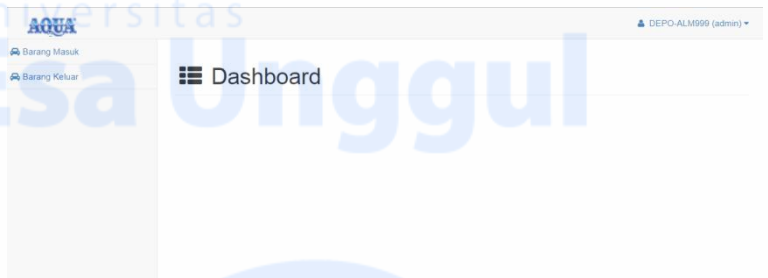 Universitas
AQUA
DEPO-ALM999 (admin)
Barang Masuk
Barang Keluar
Dashboard
Esa Unggul